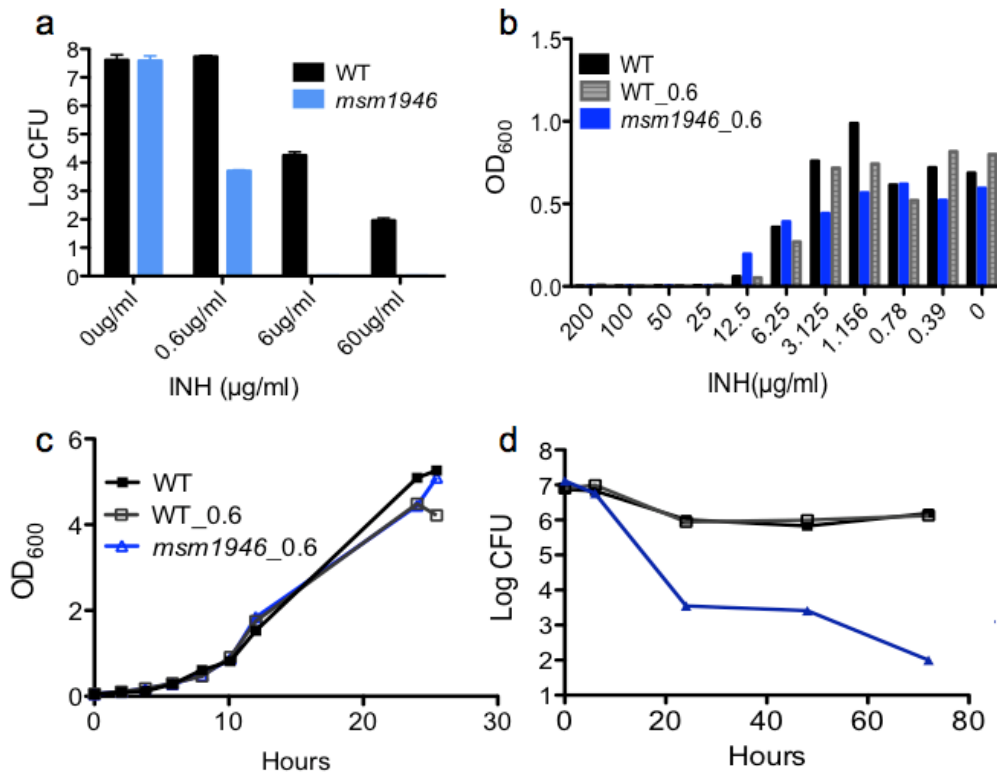 a
8
7
6
5
4
3
2
1
0
Log CFU
WT
msm1946
0ug/ml
0.6ug/ml
6ug/ml
60ug/ml
INH (µg/ml)
b
1.5
1.0
0.5
0.0
OD600
WT
WT_0.6
msm1946_0.6
200
100
50
25
12.5
6.25
3.125
1.156
0.78
0.39
0
INH(µg/ml)
c
6
4
2
0
OD600
WT
WT_0.6
msm1946_0.6
0
10
20
30
Hours
d
8
7
6
5
4
3
2
1
Log CFU
0
20
40
60
80
Hours